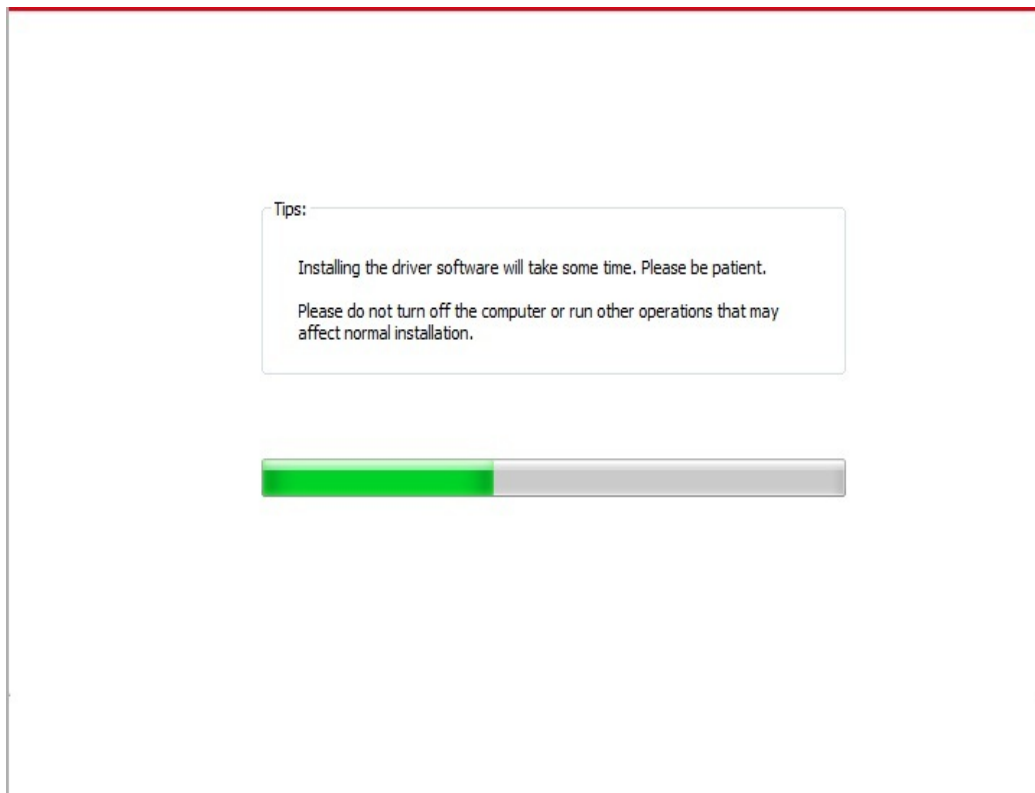 Tips:
Installing the driver software will take some time. Please be patient.
Please do not turn off the computer or run other operations that may
affect normal installation.